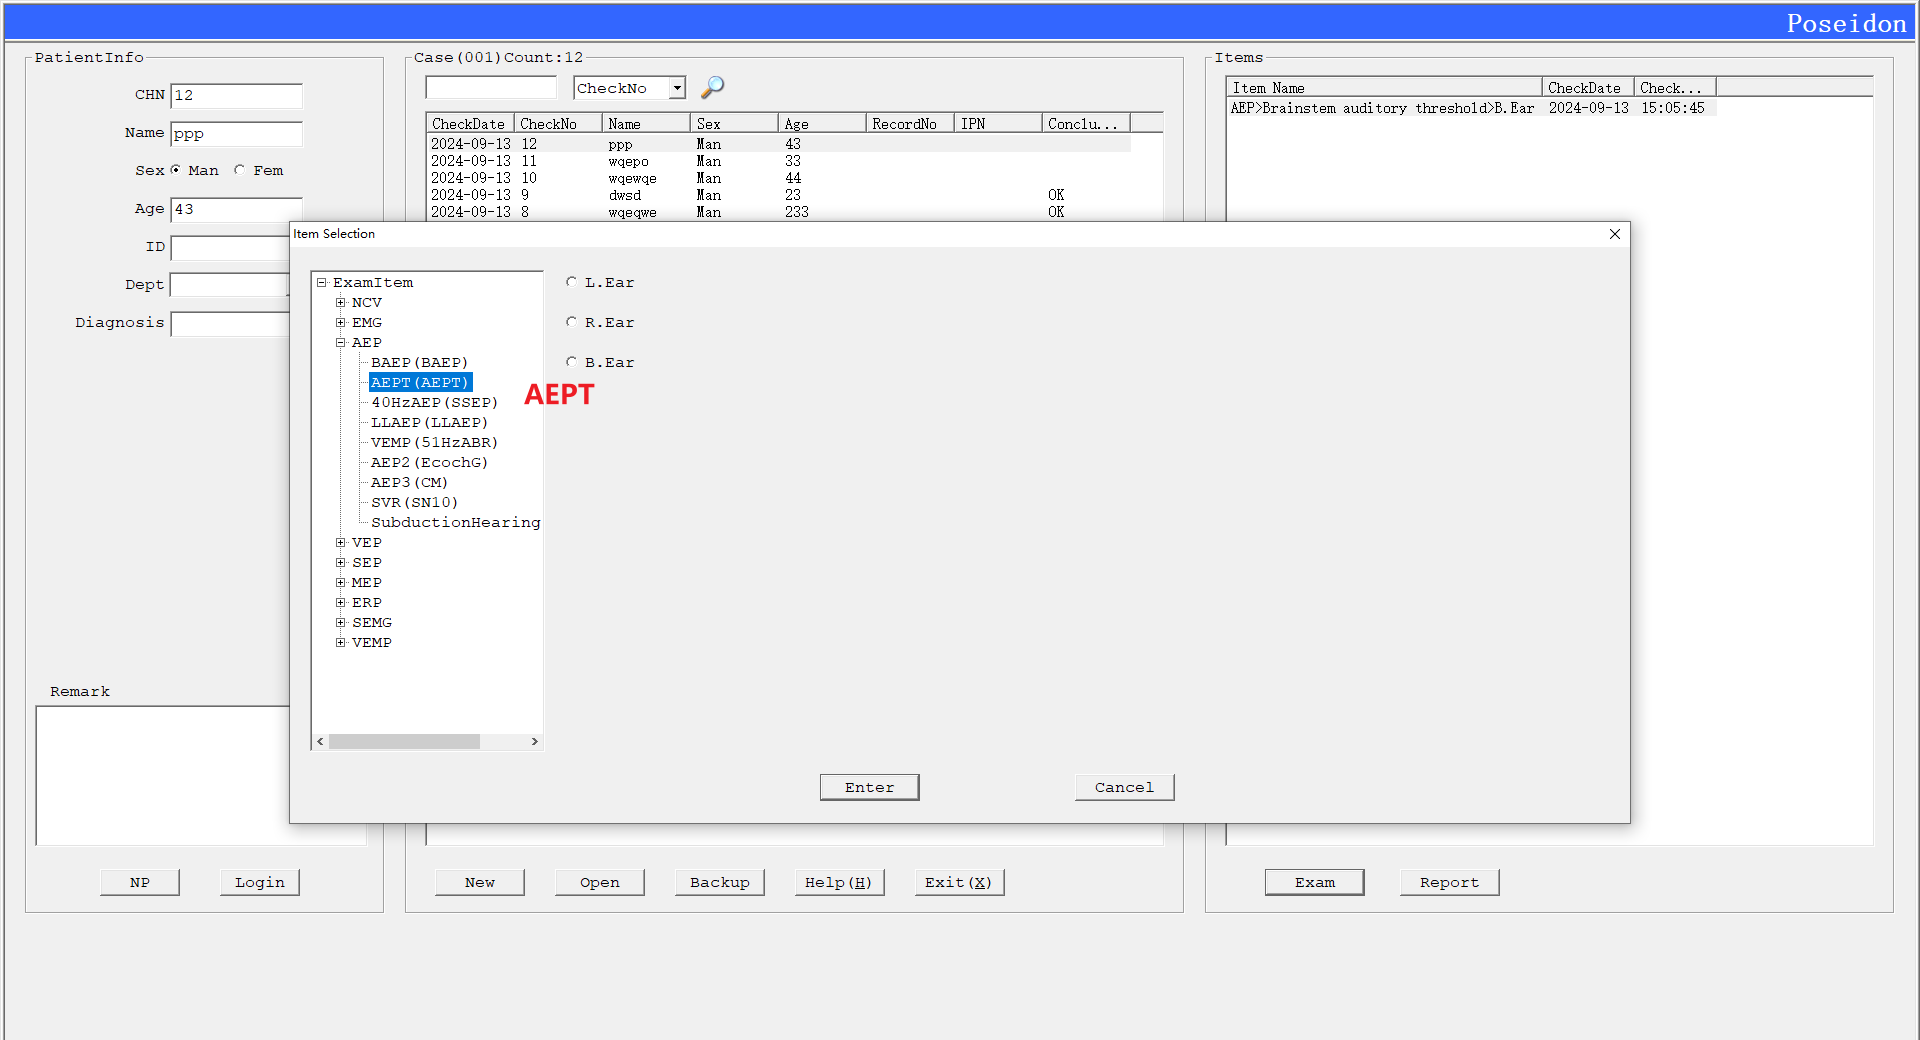 Poseidon
PatientInfo
CHN 12
Name ppp
Sex Man Fem
Age 43
ID
Dept
Diagnosis
Remark
NP Login
Case(001)Count:12
CheckNo
CheckDate CheckNo Name Sex Age RecordNo IPN Conclu...
2024-09-13 12 ppp Man 43
2024-09-13 11 wqepo Man 33
2024-09-13 10 wqewqe Man 44
2024-09-13 9 dwsd Man 23 OK
2024-09-13 8 wqeqwe Man 233 OK
New Open Backup Help(H) Exit(X)
Items
Item Name CheckDate Check...
AEP>Brainstem auditory threshold>B.Ear 2024-09-13 15:05:45
Exam Report
Item Selection
ExamItem
NCV
EMG
AEP
BAEP(BAEP)
AEPT(AEPT)
40HzAEP(SSEP)
LLAEP(LLAEP)
VEMP(51HzABR)
AEP2(EcochG)
AEP3(CM)
SVR(SN10)
SubductionHearing
VEP
SEP
MEP
ERP
SEMG
VEMP
L.Ear
R.Ear
B.Ear
AEPT
Enter Cancel